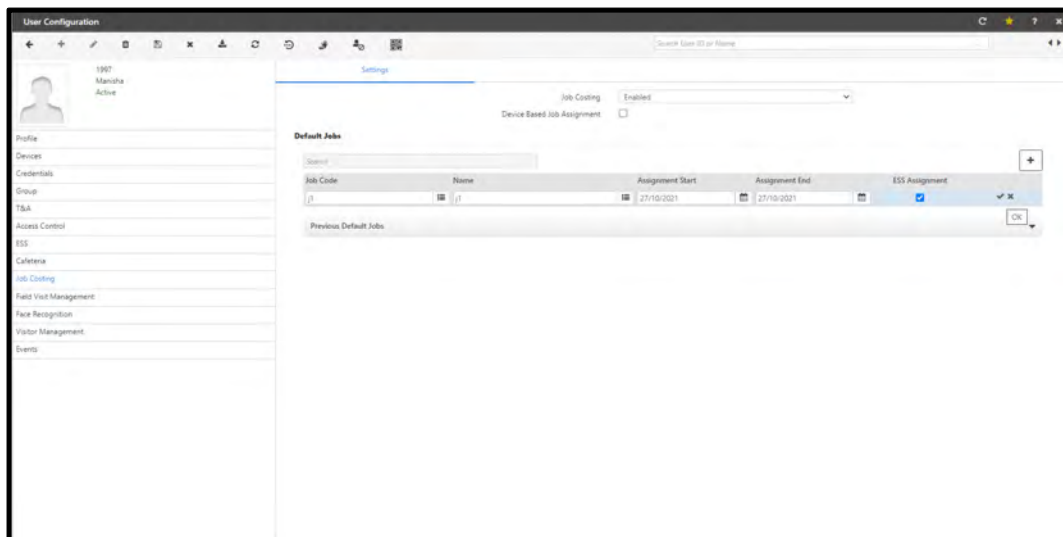 User Configuration
Search User ID or Name
1997
Manisha
Active
Profile
Devices
Credentials
Group
T&A
Access Control
ESS
Cafeteria
Job Costing
Field Visit Management
Face Recognition
Visitor Management
Events
Settings
Job Costing Enabled
Device Based Job Assignment
Default Jobs
Search
Job Code Name Assignment Start Assignment End ESS Assignment
j1 j1 27/10/2021 27/10/2021
OK
Previous Default Jobs